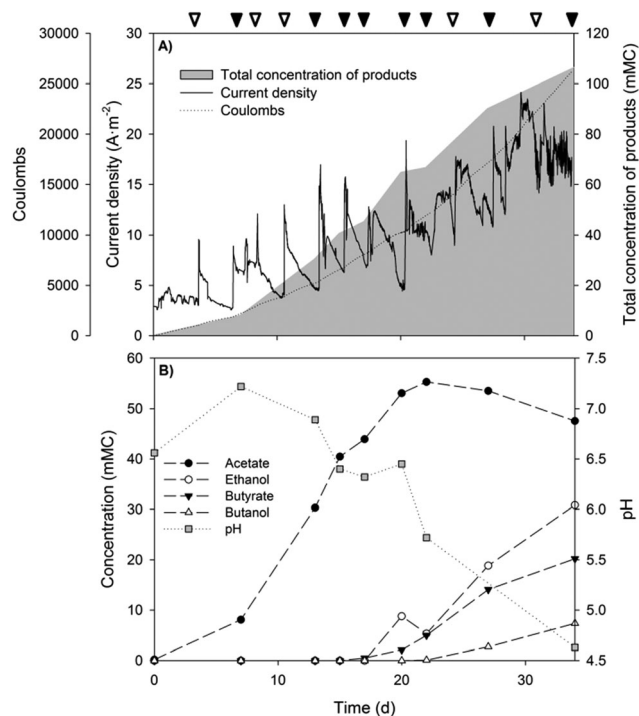 30000
25000
20000
15000
10000
5000
0
Coulombs
30
25
20
15
10
5
0
Current density (A·m⁻²)
A)
Total concentration of products
Current density
Coulombs
120
100
80
60
40
20
0
Total concentration of products (mMC)
60
50
40
30
20
10
0
Concentration (mMC)
B)
Acetate
Ethanol
Butyrate
Butanol
pH
7.5
7.0
6.5
6.0
5.5
5.0
4.5
pH
0
10
20
30
Time (d)